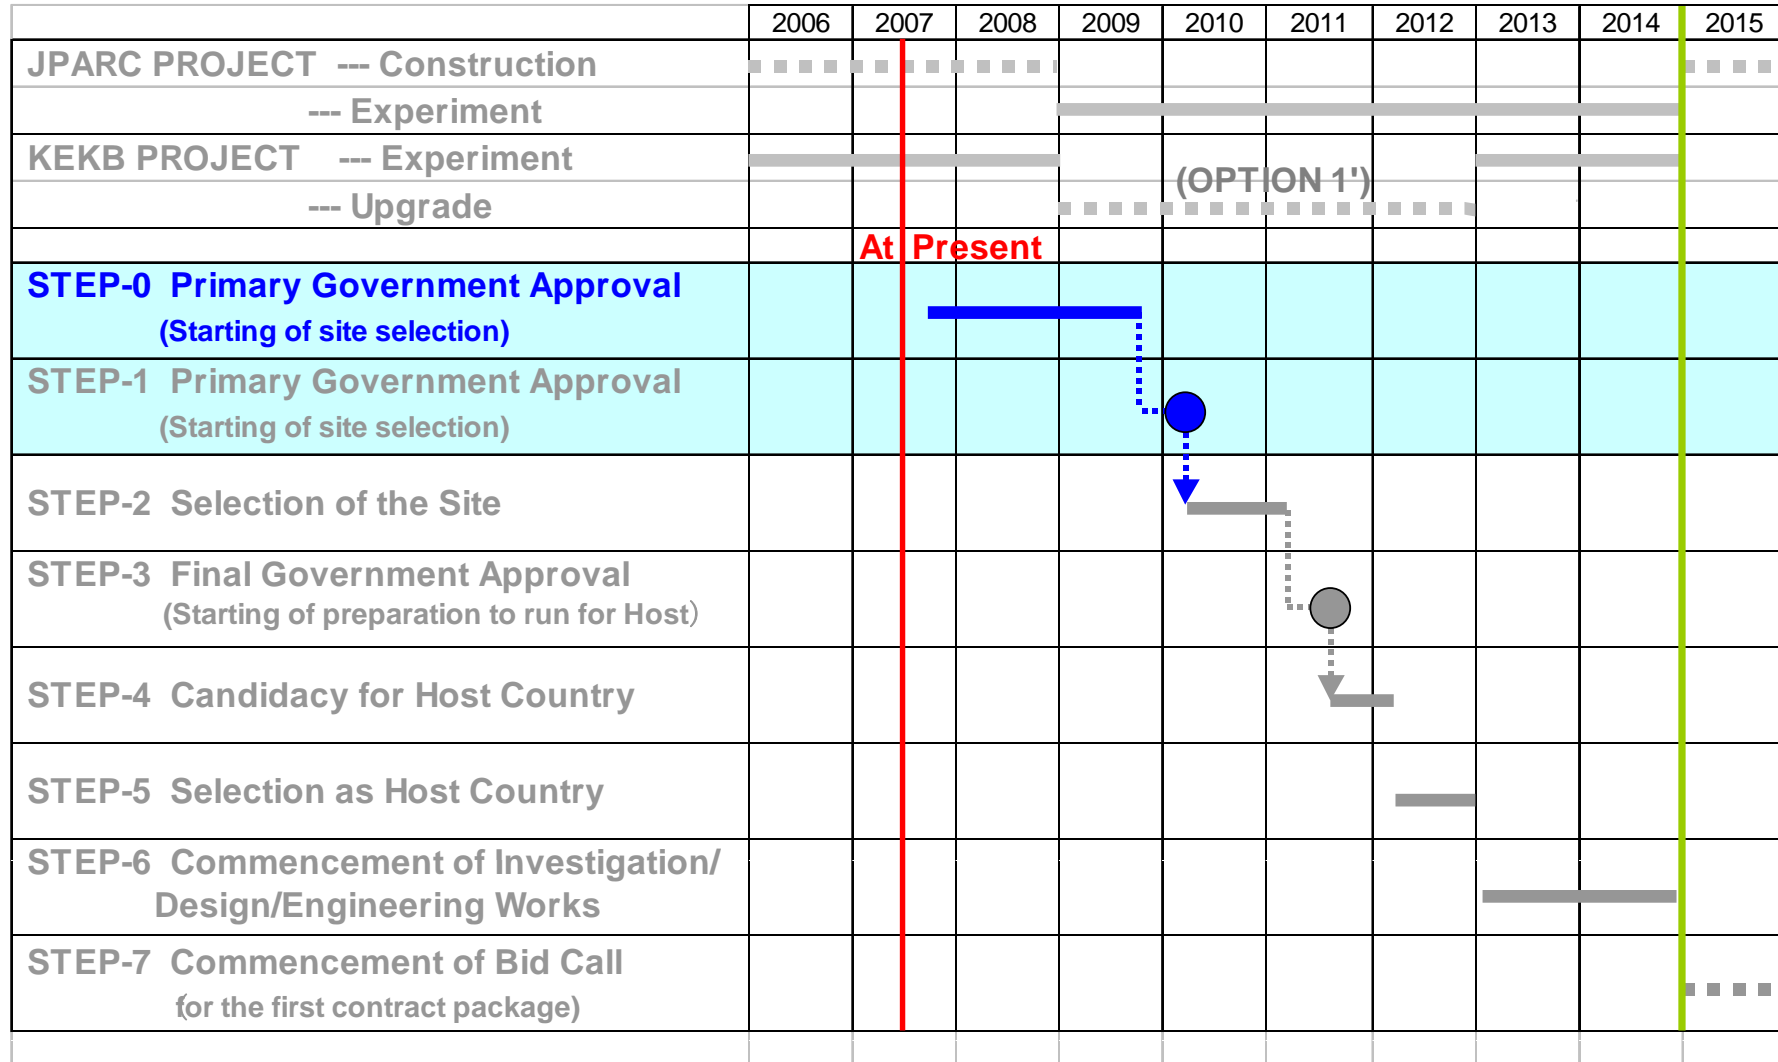 2006 2007 2008 2009 2010 2011 2012 2013 2014 2015
JPARC PROJECT --- Construction
--- Experiment
KEKB PROJECT --- Experiment
(OPTION 1')
--- Upgrade
At Present
STEP-0 Primary Government Approval
(Starting of site selection)
STEP-1 Primary Government Approval
(Starting of site selection)
STEP-2 Selection of the Site
STEP-3 Final Government Approval
(Starting of preparation to run for Host）
STEP-4 Candidacy for Host Country
STEP-5 Selection as Host Country
STEP-6 Commencement of Investigation/
Design/Engineering Works
STEP-7 Commencement of Bid Call
(for the first contract package)